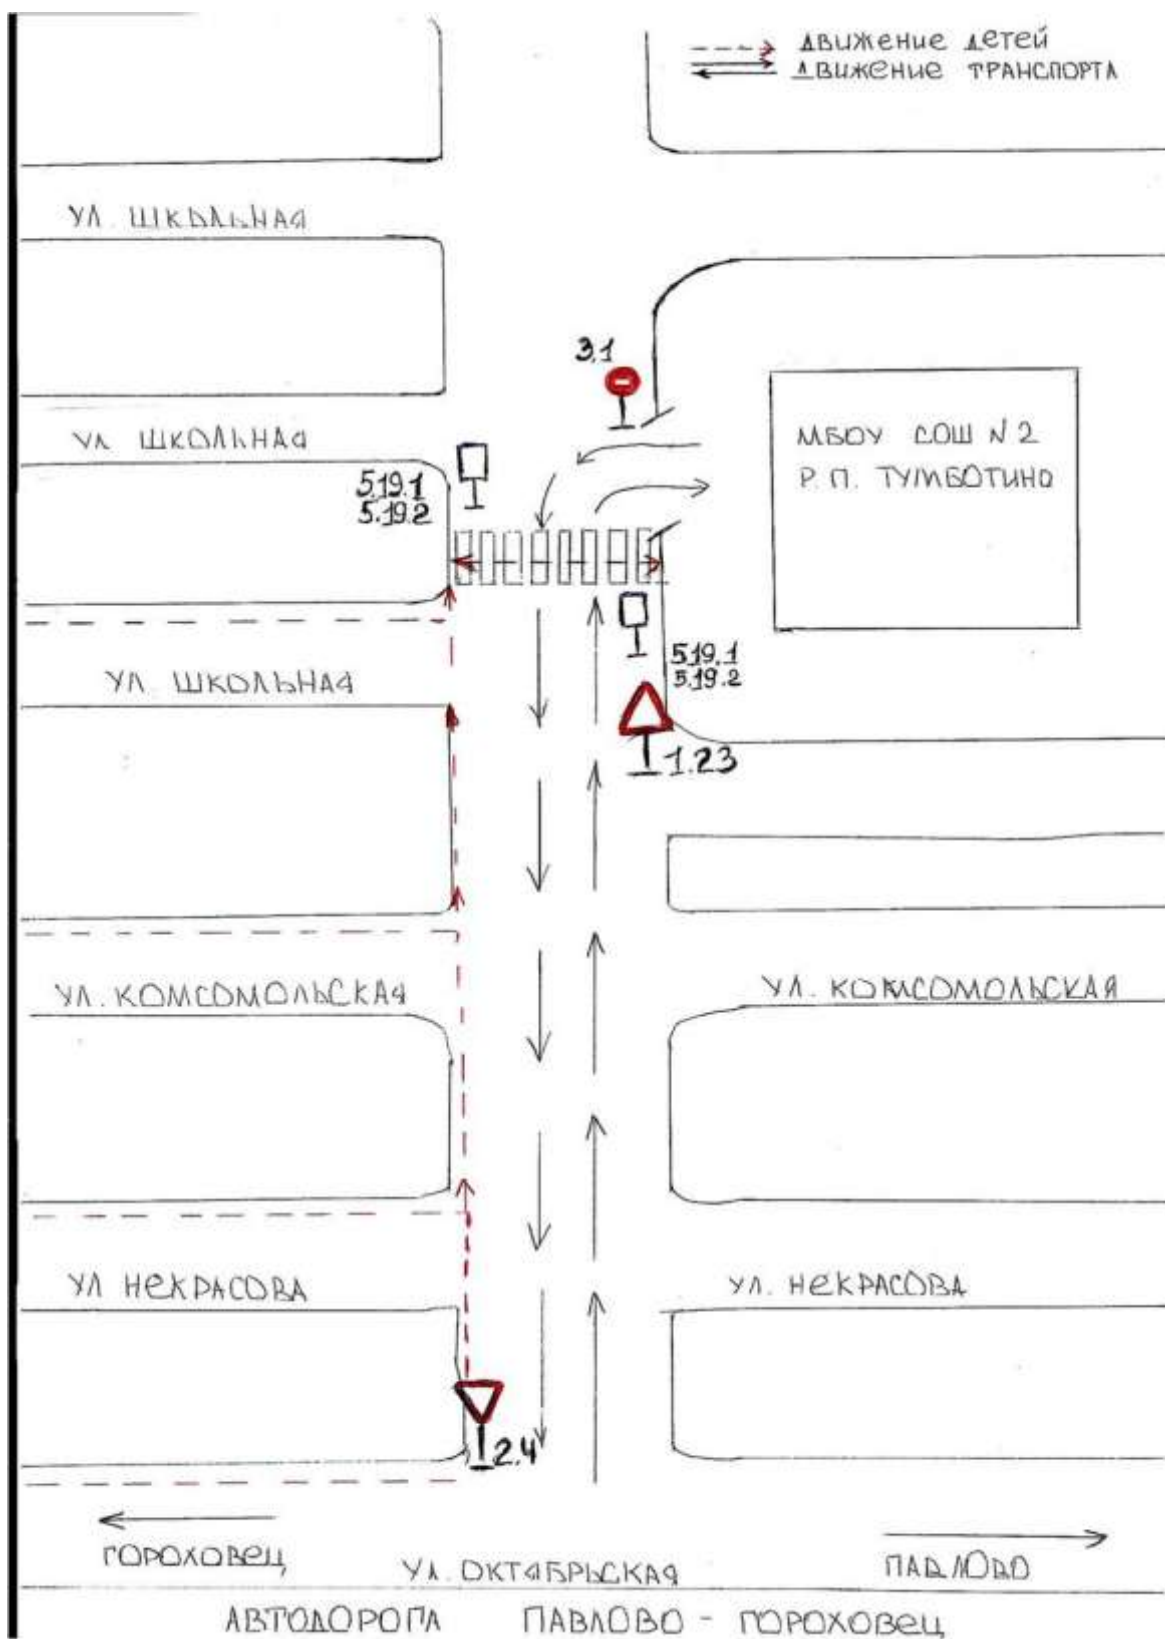 ДВИЖЕНИЕ ДЕТЕЙ
ДВИЖЕНИЕ ТРАНСПОРТА
УЛ. ШКОЛЬНАЯ
3.1
УЛ ШКОЛЬНАЯ
МБОУ СОШ N2
Р.П. ТУМБОТИНО
5.19.1
5.19.2
5.19.1
5.19.2
УЛ. ШКОЛЬНАЯ
1.23
УЛ. КОМСОМОЛЬСКАЯ
УЛ. КОМСОМОЛЬСКАЯ
УЛ НЕКРАСОВА
УЛ. НЕКРАСОВА
2.4
ГОРОХОВЕЦ
УЛ. ОКТЯБРЬСКАЯ
ПАВЛОВО
АВТОДОРОГА ПАВЛОВО - ГОРОХОВЕЦ